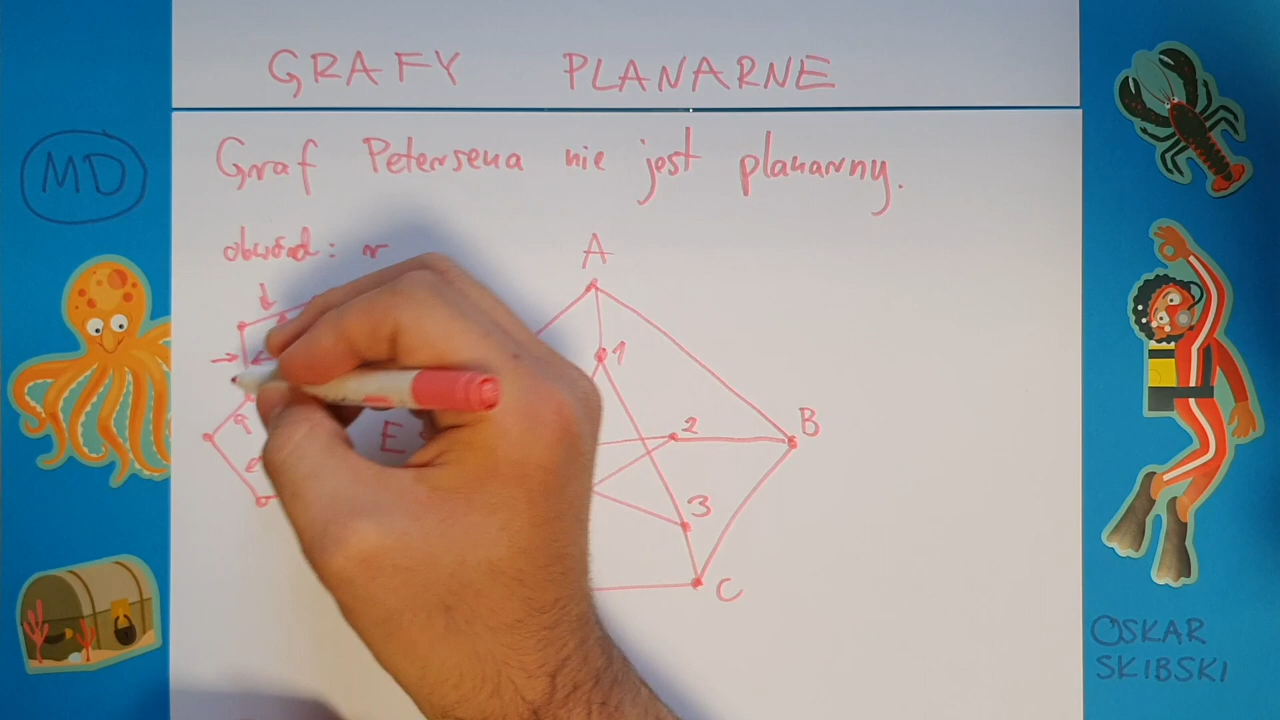 GRAFY PLANARNE
MD
Graf Petersena nie jest planarny.
obwód: r
A
1
B
2
E
3
C
OSKAR
SKIBSKI